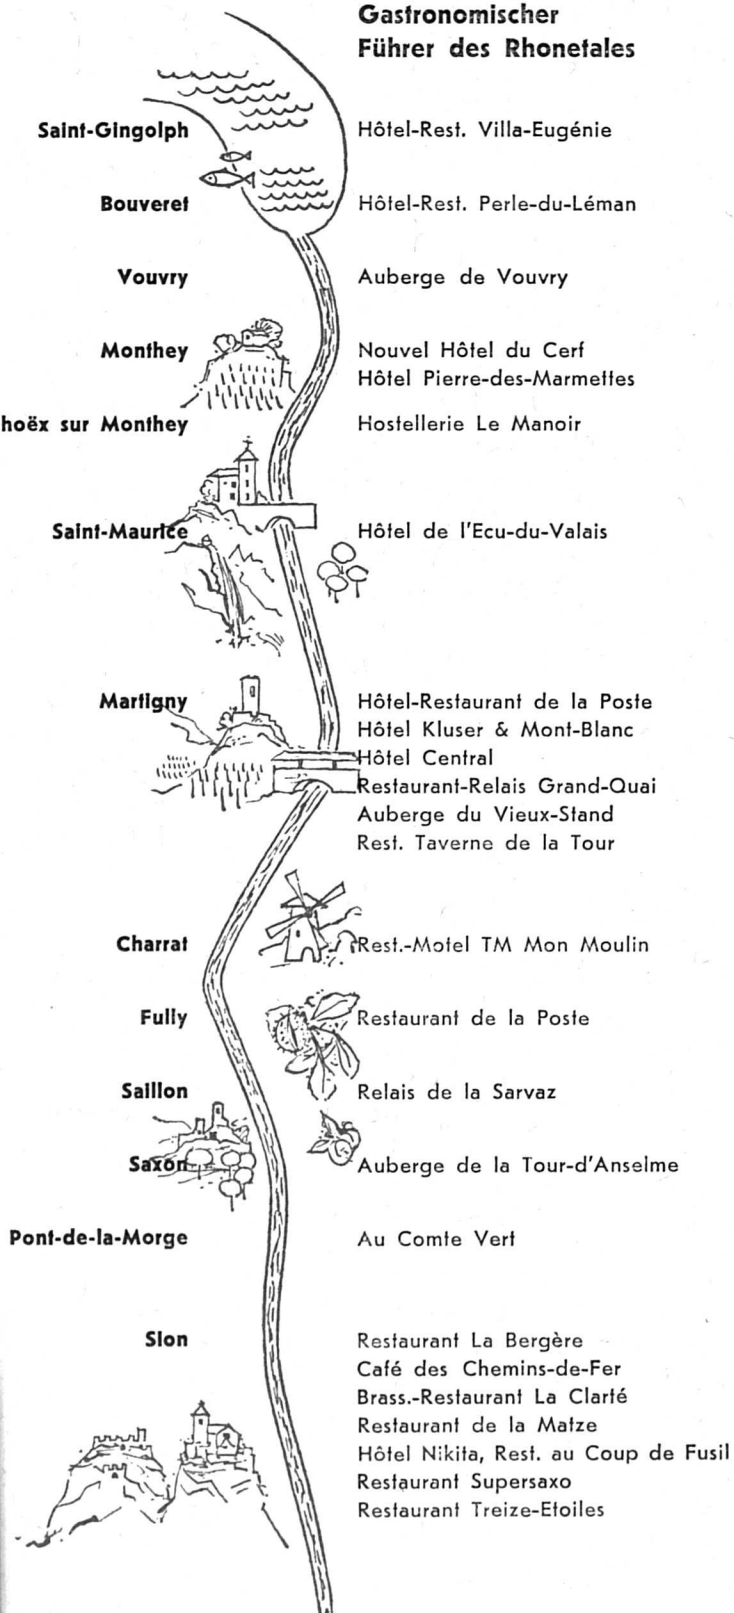 Gastronomischer
Führer des Rhonetales
Saint-Gingolph Hôtel-Rest. Villa-Eugénie
Bouveret Hôtel-Rest. Perle-du-Léman
Vouvry Auberge de Vouvry
Monthey Nouvel Hôtel du Cerf
Hôtel Pierre-des-Marmettes
hoëx sur Monthey Hostellerie Le Manoir
Saint-Maurice Hôtel de l'Ecu-du-Valais
Martigny Hôtel-Restaurant de la Poste
Hôtel Kluser & Mont-Blanc
Hôtel Central
Restaurant-Relais Grand-Quai
Auberge du Vieux-Stand
Rest. Taverne de la Tour
Charrat Rest.-Motel TM Mon Moulin
Fully Restaurant de la Poste
Saillon Relais de la Sarvaz
Saxon Auberge de la Tour-d'Anselme
Pont-de-la-Morge Au Comte Vert
Sion Restaurant La Bergère
Café des Chemins-de-Fer
Brass.-Restaurant La Clarté
Restaurant de la Matze
Hôtel Nikita, Rest. au Coup de Fusil
Restaurant Supersaxo
Restaurant Treize-Etoiles